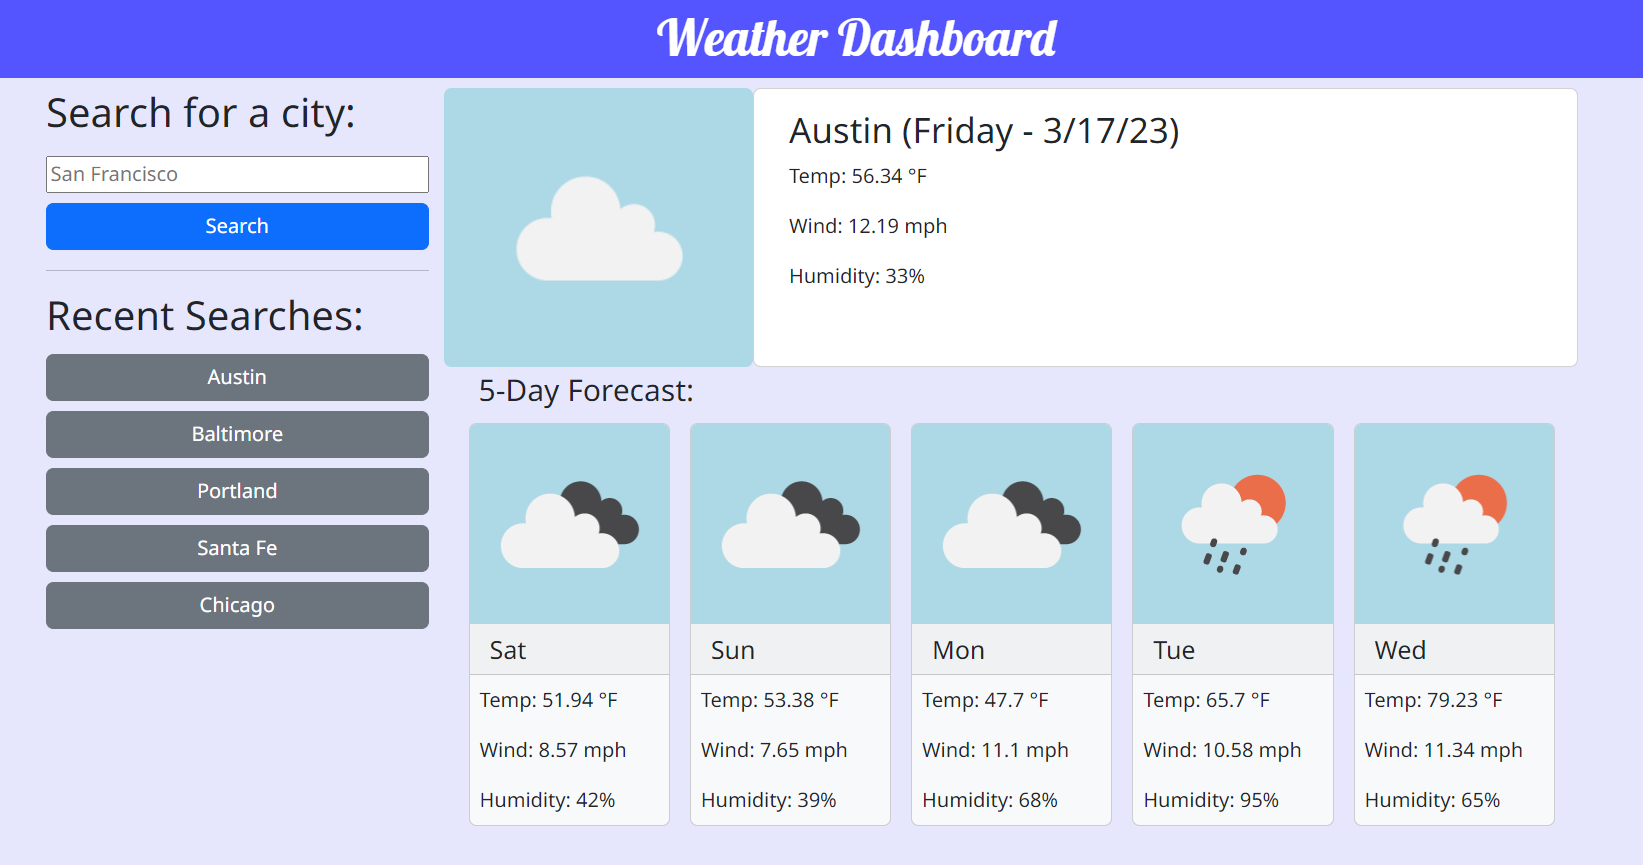 Weather Dashboard
Search for a city:
San Francisco
Search
Recent Searches:
Austin
Baltimore
Portland
Santa Fe
Chicago
Austin (Friday - 3/17/23)
Temp: 56.34 °F
Wind: 12.19 mph
Humidity: 33%
5-Day Forecast:
Sat
Temp: 51.94 °F
Wind: 8.57 mph
Humidity: 42%
Sun
Temp: 53.38 °F
Wind: 7.65 mph
Humidity: 39%
Mon
Temp: 47.7 °F
Wind: 11.1 mph
Humidity: 68%
Tue
Temp: 65.7 °F
Wind: 10.58 mph
Humidity: 95%
Wed
Temp: 79.23 °F
Wind: 11.34 mph
Humidity: 65%